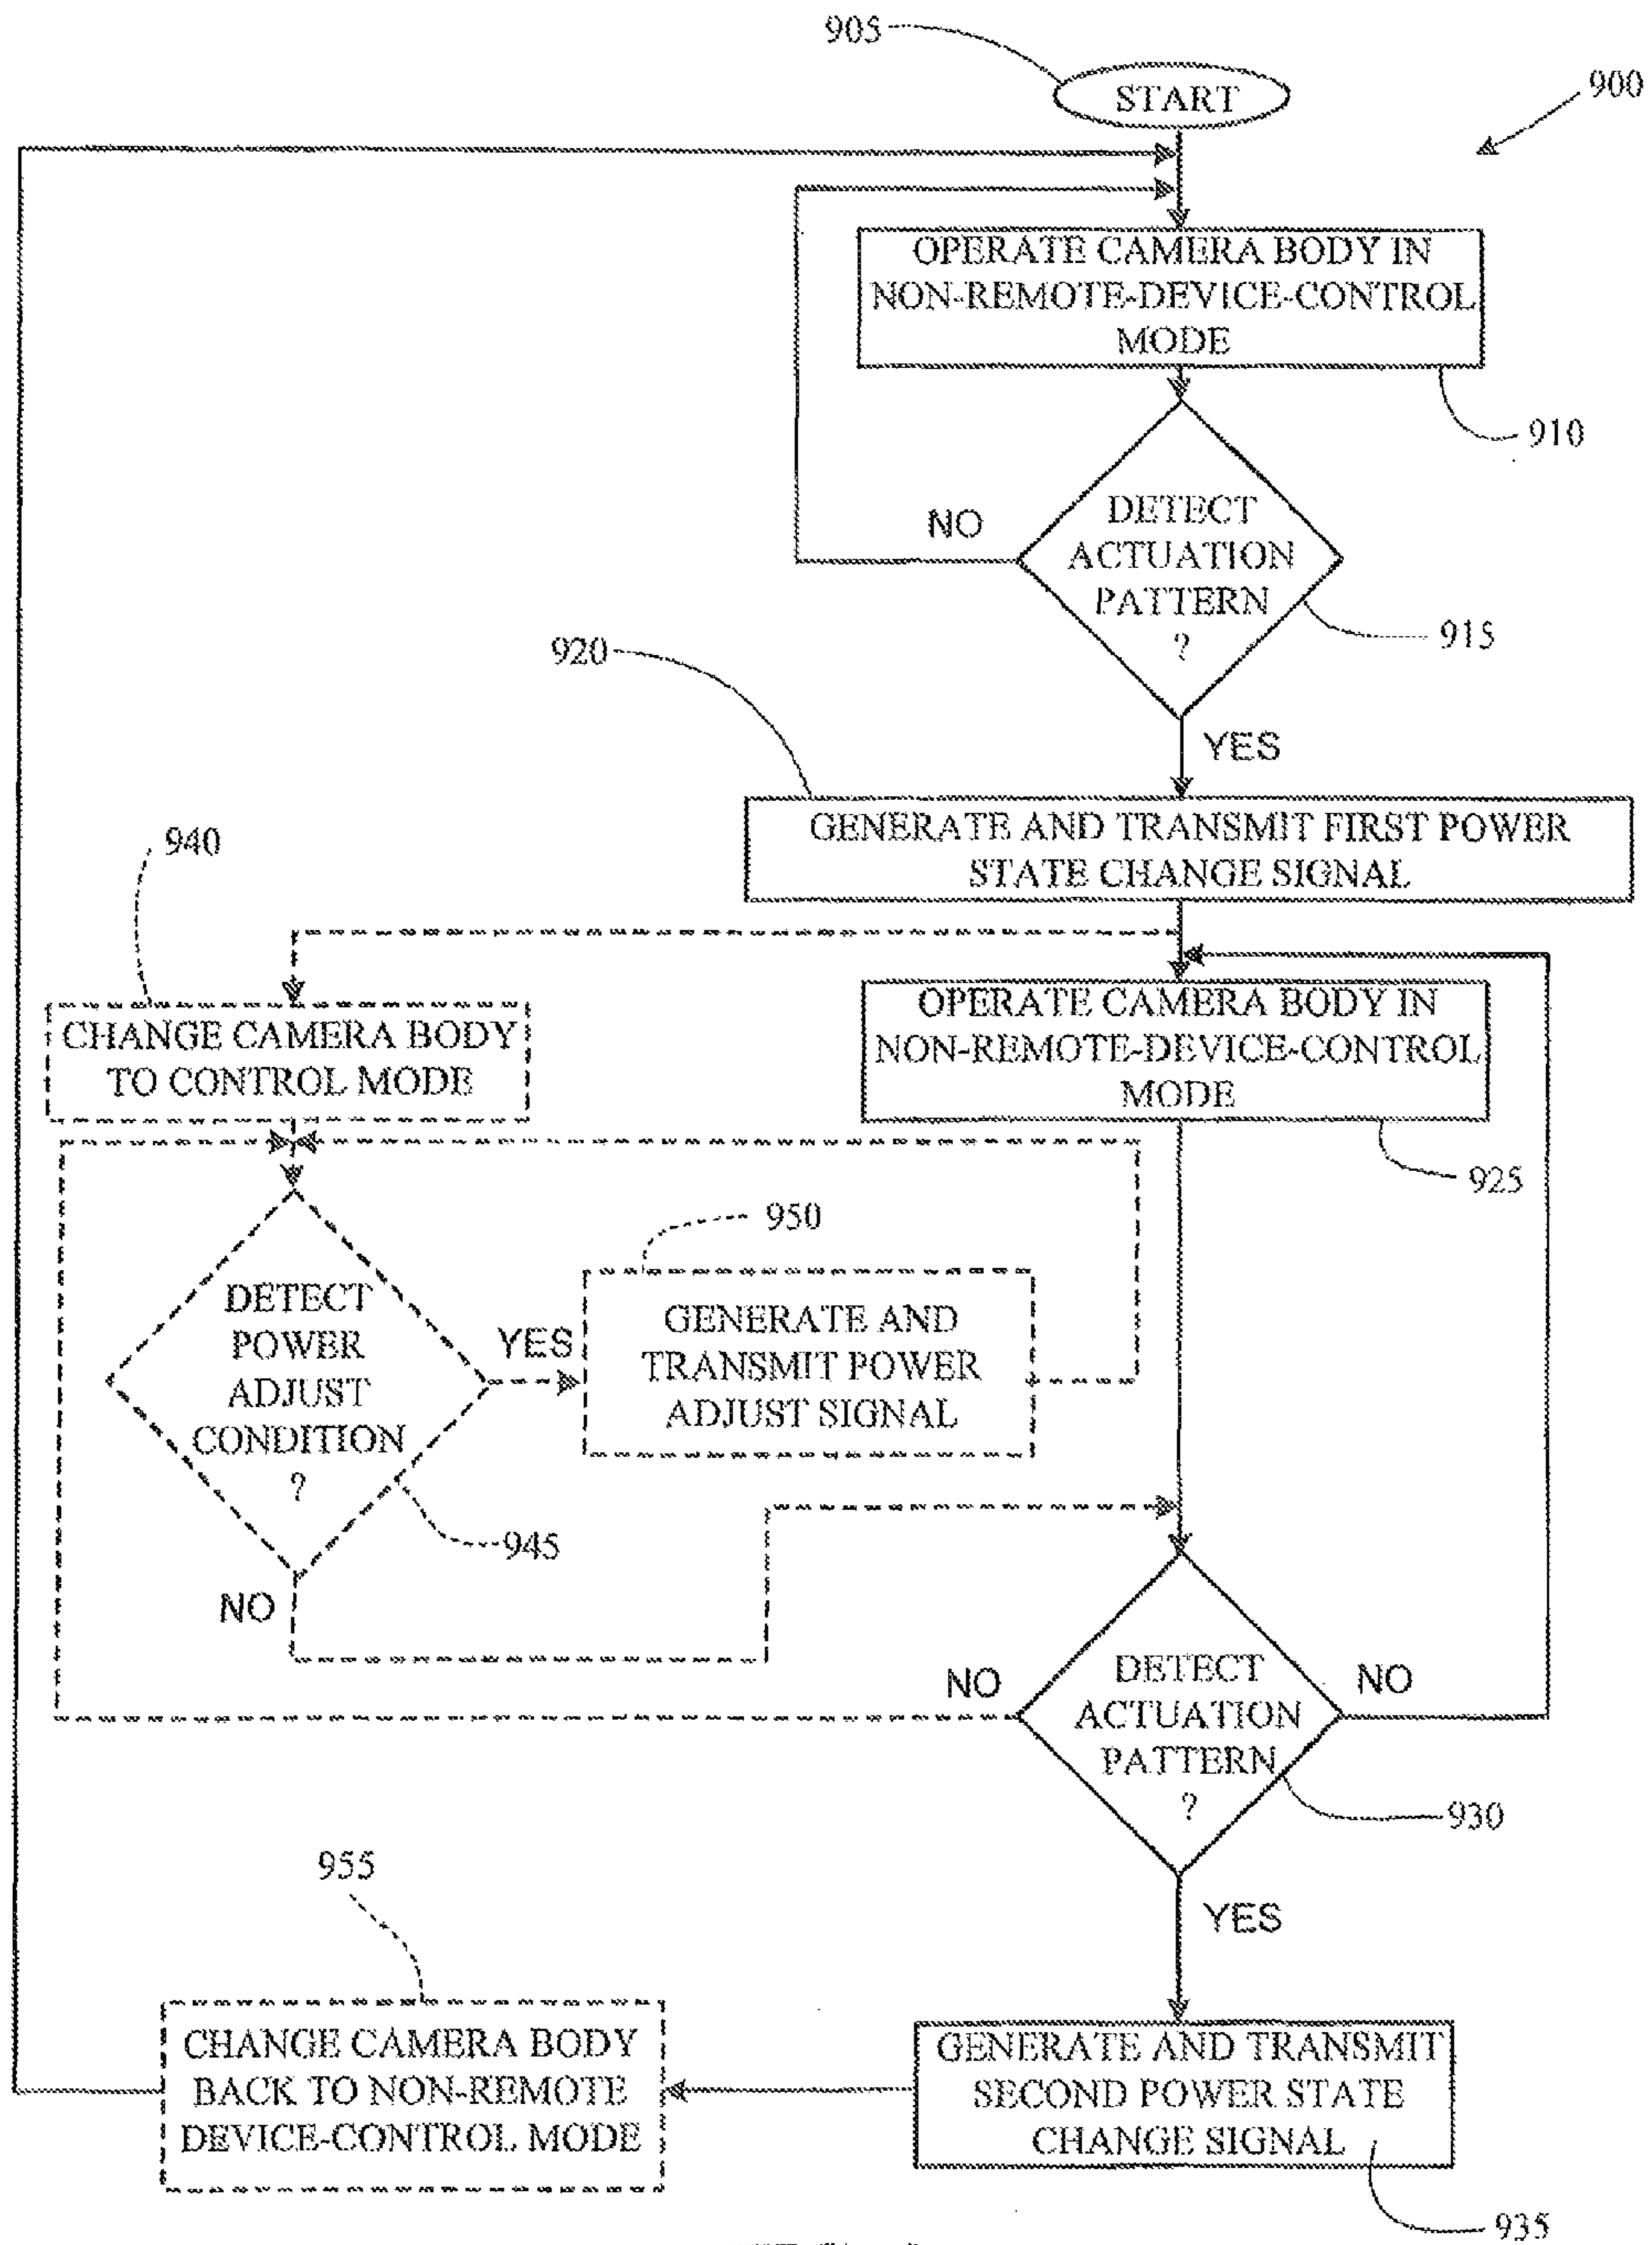 905
START
900
OPERATE CAMERA BODY IN
NON-REMOTE-DEVICE-CONTROL
MODE
910
DETECT
ACTUATION
PATTERN
?
NO
915
920
YES
GENERATE AND TRANSMIT FIRST POWER
STATE CHANGE SIGNAL
940
CHANGE CAMERA BODY
TO CONTROL MODE
OPERATE CAMERA BODY IN
NON-REMOTE-DEVICE-CONTROL
MODE
925
950
DETECT
POWER
ADJUST
CONDITION
?
YES
GENERATE AND
TRANSMIT POWER
ADJUST SIGNAL
945
NO
NO
DETECT
ACTUATION
PATTERN
?
NO
930
955
YES
CHANGE CAMERA BODY
BACK TO NON-REMOTE
DEVICE-CONTROL MODE
GENERATE AND TRANSMIT
SECOND POWER STATE
CHANGE SIGNAL
935